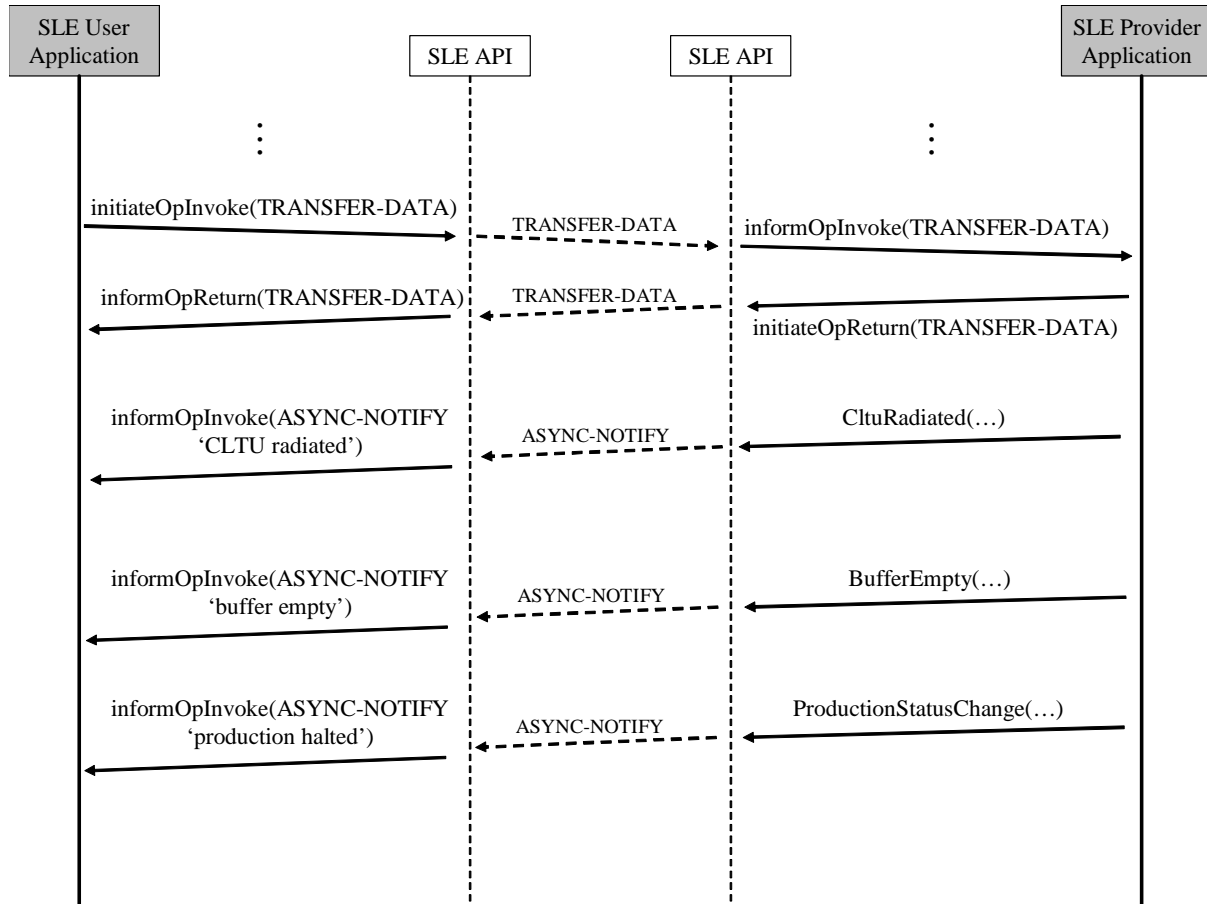 SLE User
Application
SLE API
SLE API
SLE Provider
Application
initiateOpInvoke(TRANSFER-DATA)
TRANSFER-DATA
informOpInvoke(TRANSFER-DATA)
informOpReturn(TRANSFER-DATA)
TRANSFER-DATA
initiateOpReturn(TRANSFER-DATA)
informOpInvoke(ASYNC-NOTIFY
‘CLTU radiated’)
ASYNC-NOTIFY
CltuRadiated(…)
informOpInvoke(ASYNC-NOTIFY
‘buffer empty’)
ASYNC-NOTIFY
BufferEmpty(…)
informOpInvoke(ASYNC-NOTIFY
‘production halted’)
ASYNC-NOTIFY
ProductionStatusChange(…)